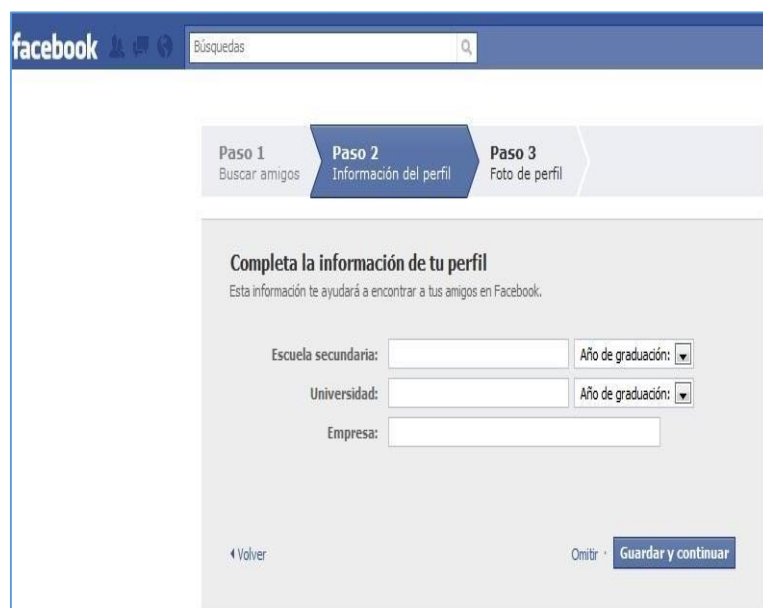 facebook
Búsquedas
Paso 1
Buscar amigos
Paso 2
Información del perfil
Paso 3
Foto de perfil
Completa la información de tu perfil
Esta información te ayudará a encontrar a tus amigos en Facebook.
Escuela secundaria:
Año de graduación:
Universidad:
Año de graduación:
Empresa:
Volver
Omitir ·
Guardar y continuar